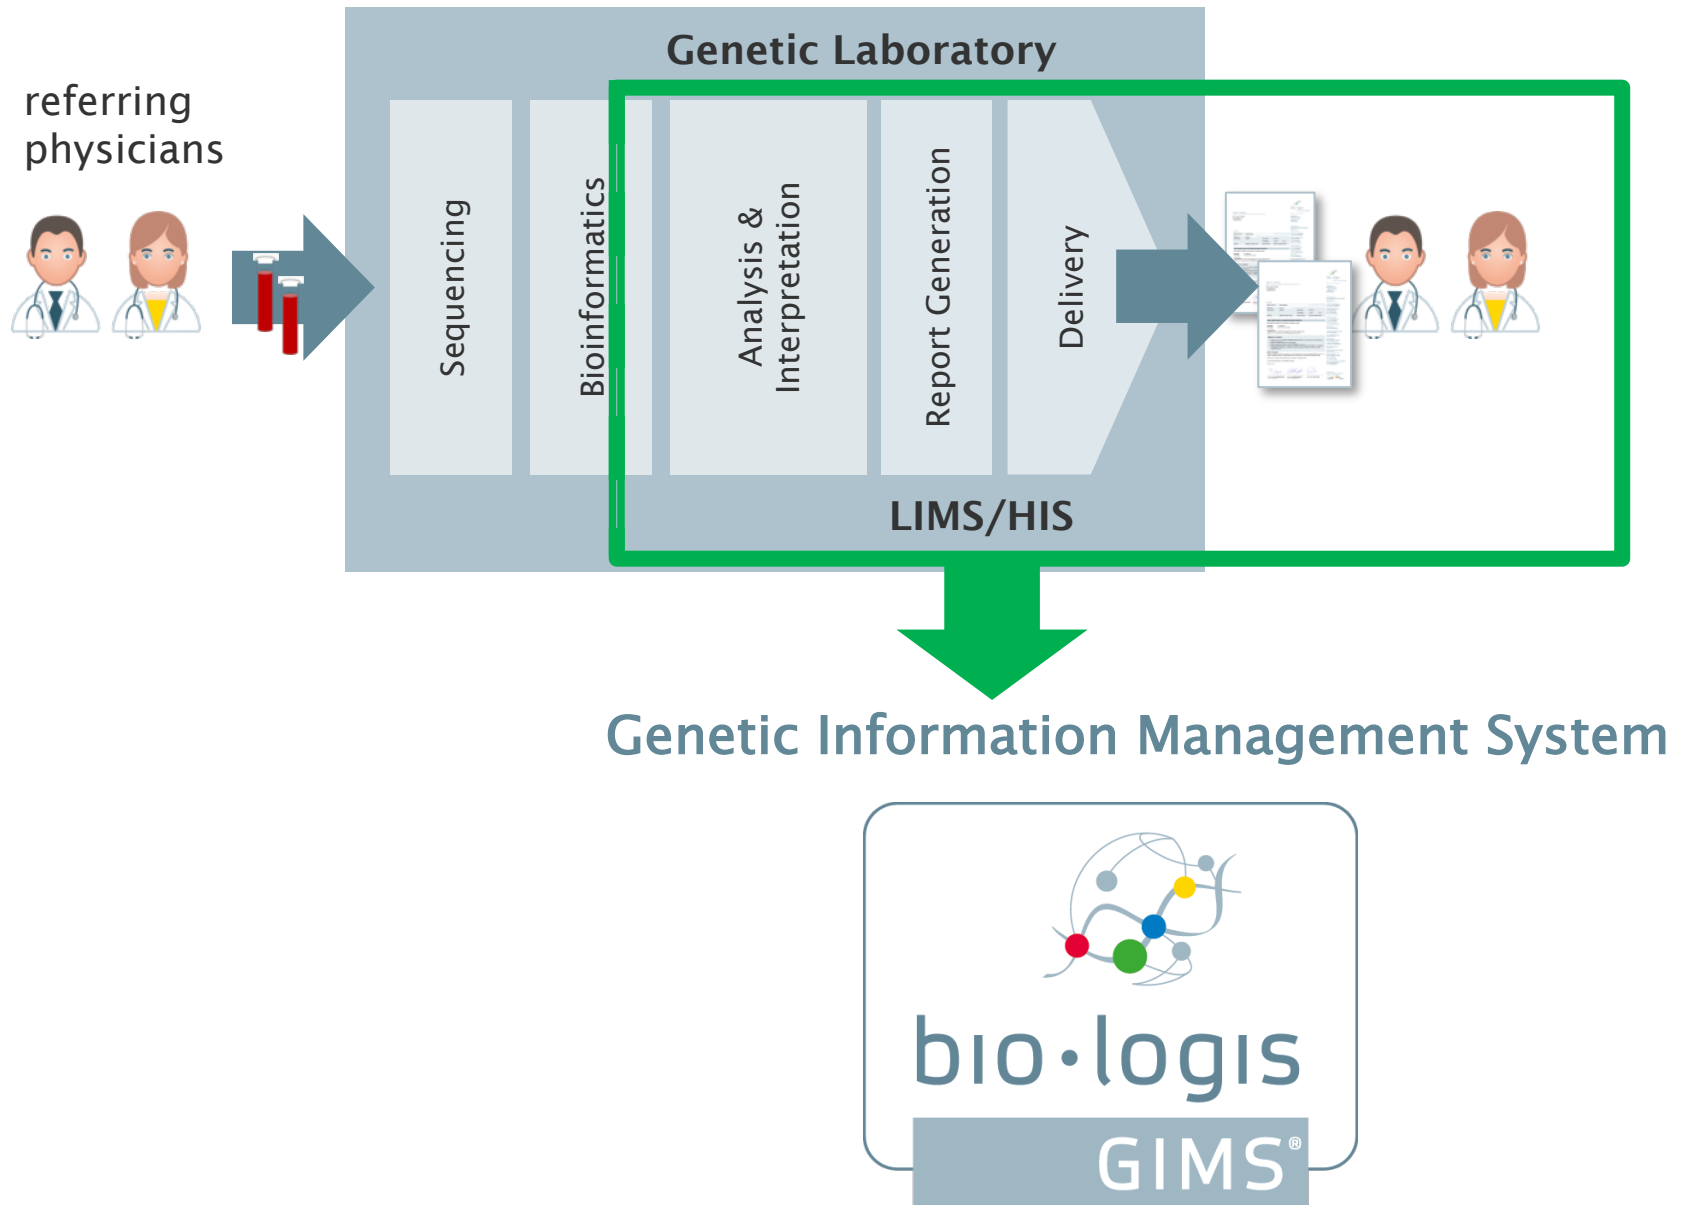 Genetic Laboratory
referring
physicians
Sequencing
Bioinformatics
Analysis &
Interpretation
Report Generation
Delivery
LIMS/HIS
Genetic Information Management System
bio·logis
GIMS®